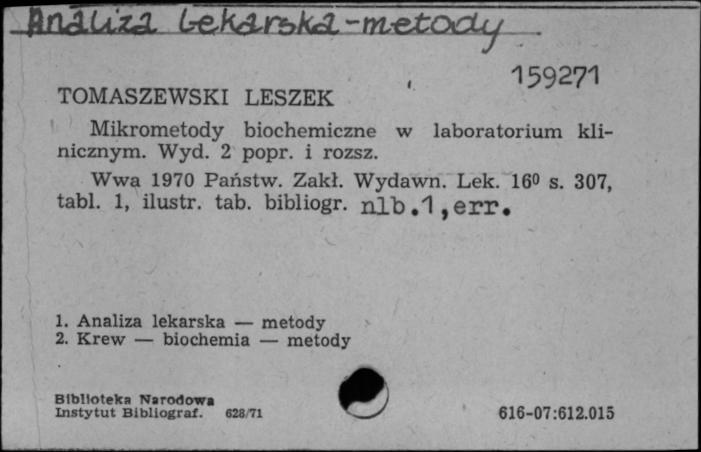 Analiza lekarska-metody
159271
TOMASZEWSKI LESZEK
Mikrometody biochemiczne w laboratorium kli-
nicznym. Wyd. 2 popr. i rozsz.
Wwa 1970 Państw. Zakł. Wydawn. Lek. 16⁰ s. 307,
tabl. 1, ilustr. tab. bibliogr. nlb.1,err.
1. Analiza lekarska — metody
2. Krew — biochemia — metody
Biblioteka Narodowa
Instytut Bibliograf. 628/71
616-07:612.015